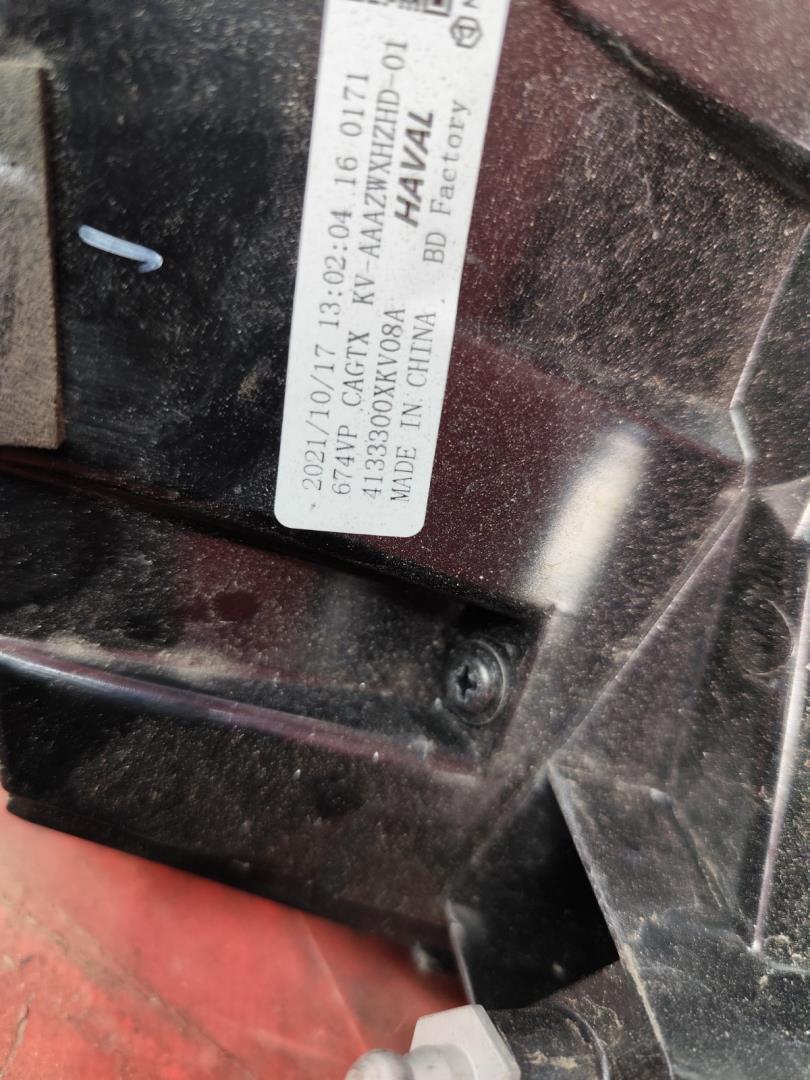 2021/10/17 13:02:04 16 0171
674VP CAGTX KV-AAAZWXHZHD-01
4133300XKV08A HAVAL
MADE IN CHINA. BD Factory